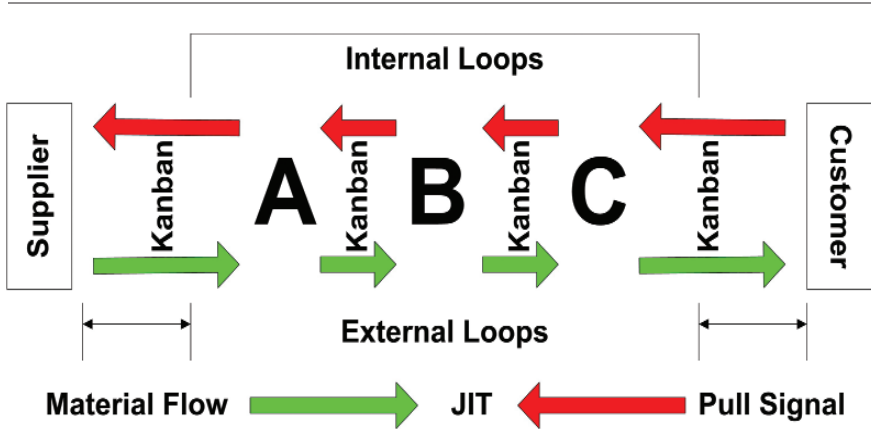 Internal Loops
Supplier
Kanban
A
Kanban
B
Kanban
C
Kanban
Customer
External Loops
Material Flow
JIT
Pull Signal